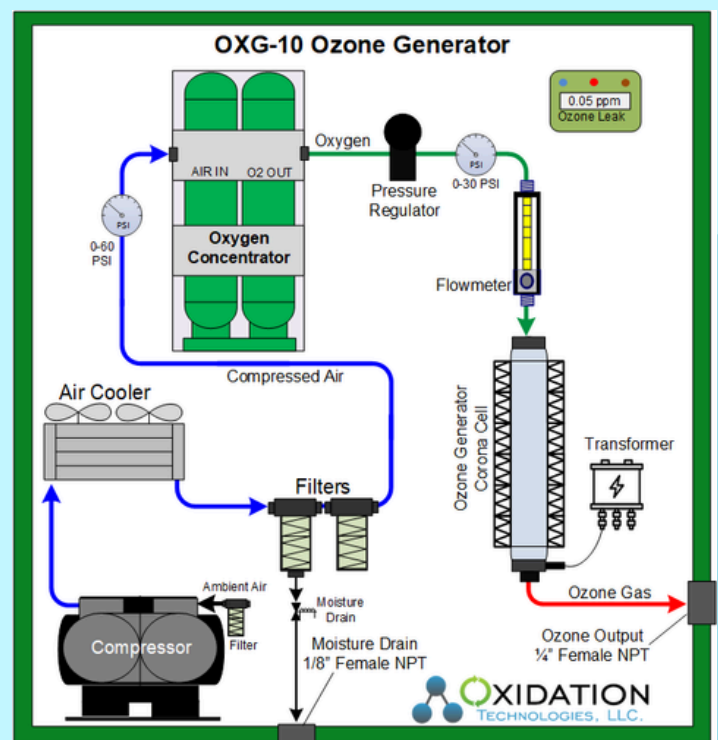 OXG-10 Ozone Generator
0.05 ppm
Ozone Leak
Oxygen
AIR IN
O2 OUT
PSI
0-30 PSI
Pressure
Regulator
PSI
0-60
PSI
Oxygen
Concentrator
Flowmeter
Compressed Air
Air Cooler
Ozone Generator
Corona Cell
Transformer
Filters
Ambient Air
Filter
Compressor
Moisture
Drain
Ozone Gas
Moisture Drain
1/8" Female NPT
Ozone Output
¼" Female NPT
OXIDATION
TECHNOLOGIES, LLC.